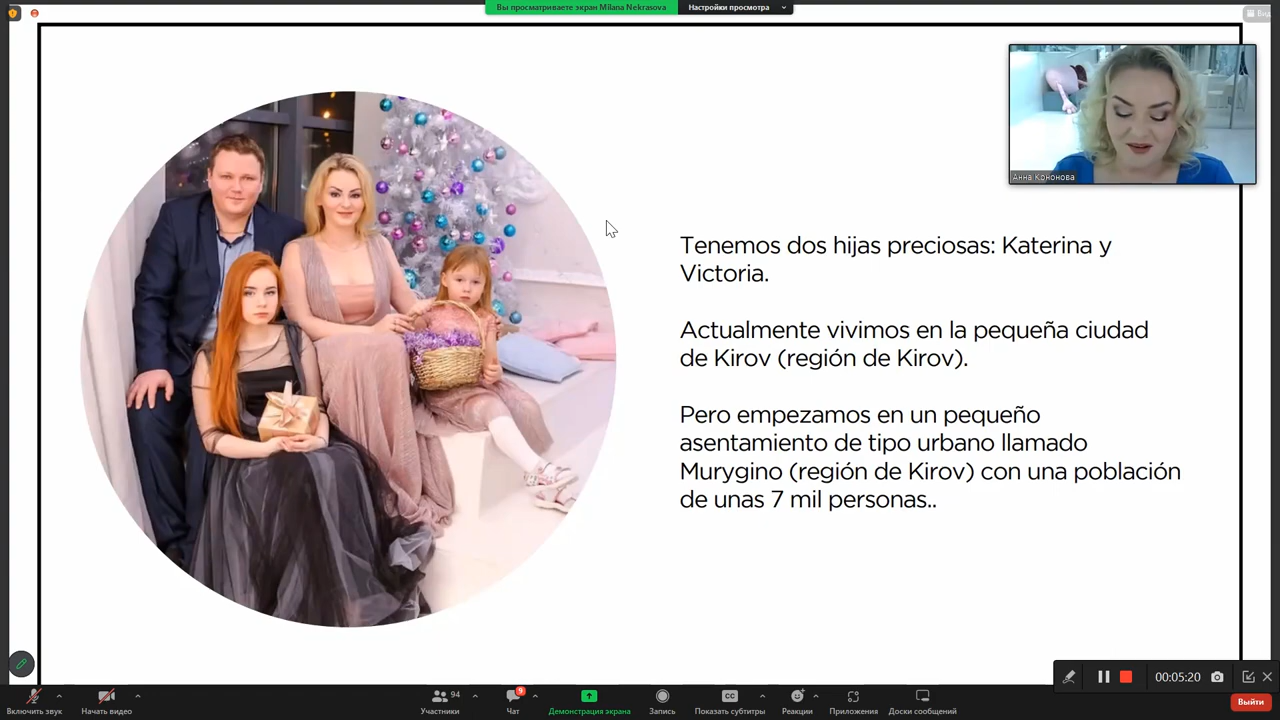 Вы просматриваете экран Milana Nekrasova
Настройки просмотра
Вид
Анна Кононова
Tenemos dos hijas preciosas: Katerina y
Victoria.
Actualmente vivimos en la pequeña ciudad
de Kirov (región de Kirov).
Pero empezamos en un pequeño
asentamiento de tipo urbano llamado
Murygino (región de Kirov) con una población
de unas 7 mil personas..
00:05:20
94
9
CC
Включить звук
Начать видео
Участники
Чат
Демонстрация экрана
Запись
Показать субтитры
Реакции
Приложения
Доски сообщений
Выйти